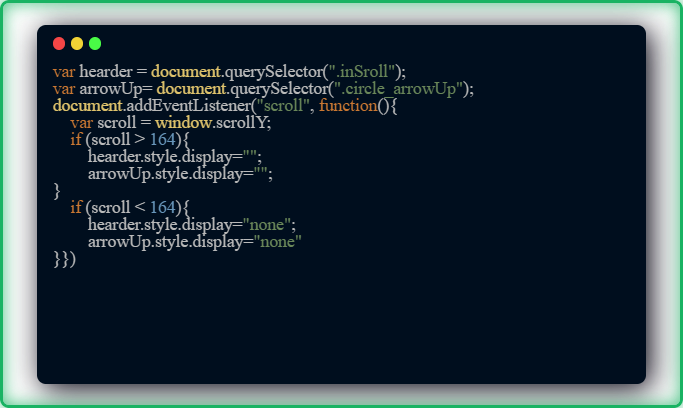 var hearder = document.querySelector(".inSroll");
var arrowUp= document.querySelector(".circle_arrowUp");
document.addEventListener("scroll", function(){
    var scroll = window.scrollY;
    if (scroll > 164){
        hearder.style.display="";
        arrowUp.style.display="";
}
    if (scroll < 164){
        hearder.style.display="none";
        arrowUp.style.display="none"
}})